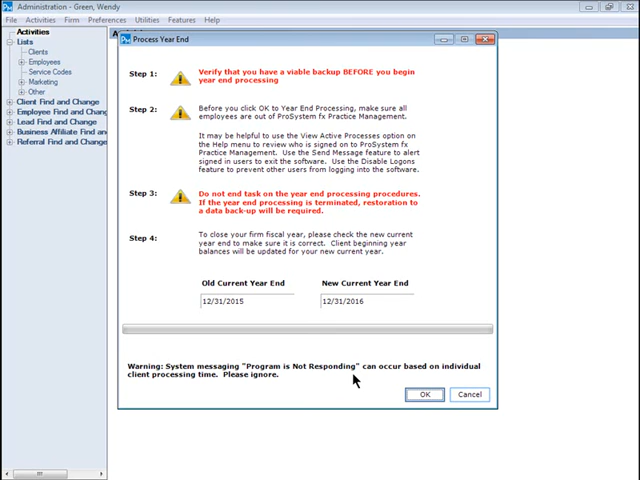 Administration - Green, Wendy
File Activities Firm Preferences Utilities Features Help
Activities
Lists
Clients
Employees
Service Codes
Marketing
Other
Client Find and Change
Employee Find and Chang
Lead Find and Change
Business Affiliate Find an
Referral Find and Change
Process Year End
Step 1:
Verify that you have a viable backup BEFORE you begin
year end processing
Step 2:
Before you click OK to Year End Processing, make sure all
employees are out of ProSystem fx Practice Management.
It may be helpful to use the View Active Processes option on
the Help menu to review who is signed on to ProSystem fx
Practice Management. Use the Send Message feature to alert
signed in users to exit the software. Use the Disable Logons
feature to prevent other users from logging into the software.
Step 3:
Do not end task on the year end processing procedures.
If the year end processing is terminated, restoration to
a data back-up will be required.
Step 4:
To close your firm fiscal year, please check the new current
year end to make sure it is correct. Client beginning year
balances will be updated for your new current year.
Old Current Year End New Current Year End
12/31/2015 12/31/2016
Warning: System messaging "Program is Not Responding" can occur based on individual
client processing time. Please ignore.
OK Cancel